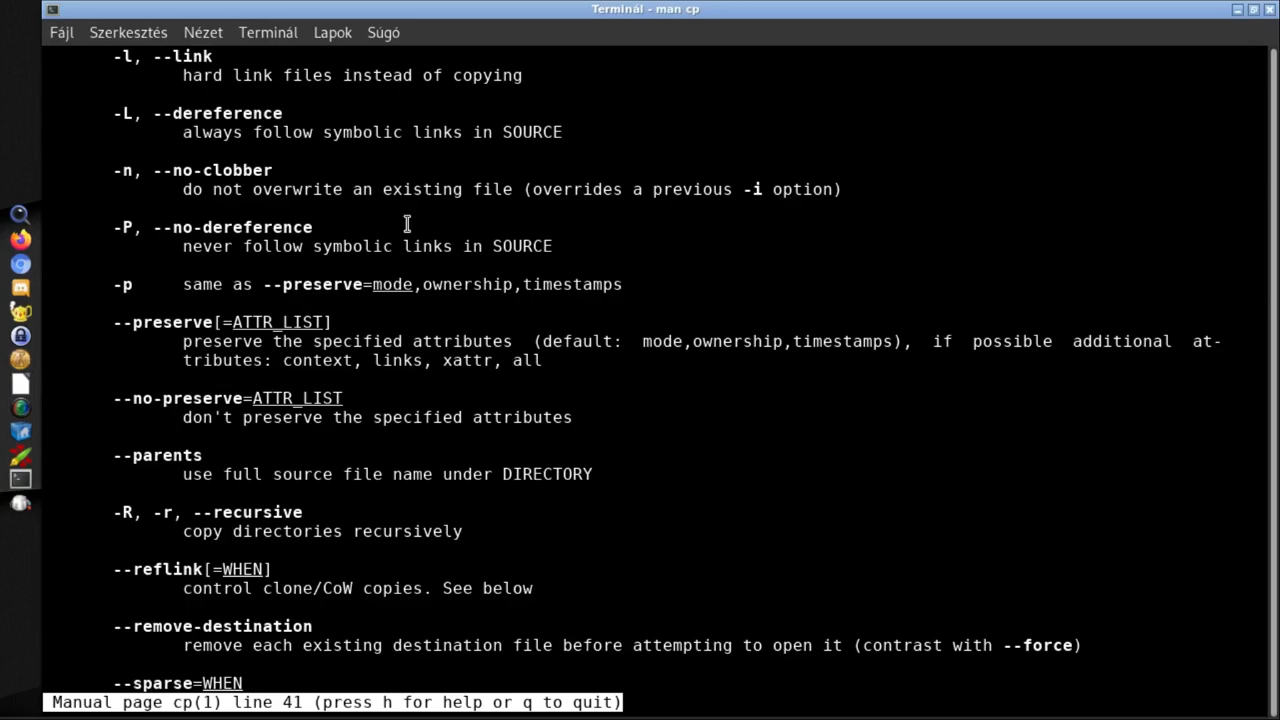 Terminál - man cp
Fájl Szerkesztés Nézet Terminál Lapok Súgó
-l, --link
hard link files instead of copying
-L, --dereference
always follow symbolic links in SOURCE
-n, --no-clobber
do not overwrite an existing file (overrides a previous -i option)
-P, --no-dereference
never follow symbolic links in SOURCE
-p same as --preserve=mode,ownership,timestamps
--preserve[=ATTR_LIST]
preserve the specified attributes (default: mode,ownership,timestamps), if possible additional at-
tributes: context, links, xattr, all
--no-preserve=ATTR_LIST
don't preserve the specified attributes
--parents
use full source file name under DIRECTORY
-R, -r, --recursive
copy directories recursively
--reflink[=WHEN]
control clone/CoW copies. See below
--remove-destination
remove each existing destination file before attempting to open it (contrast with --force)
--sparse=WHEN
Manual page cp(1) line 41 (press h for help or q to quit)